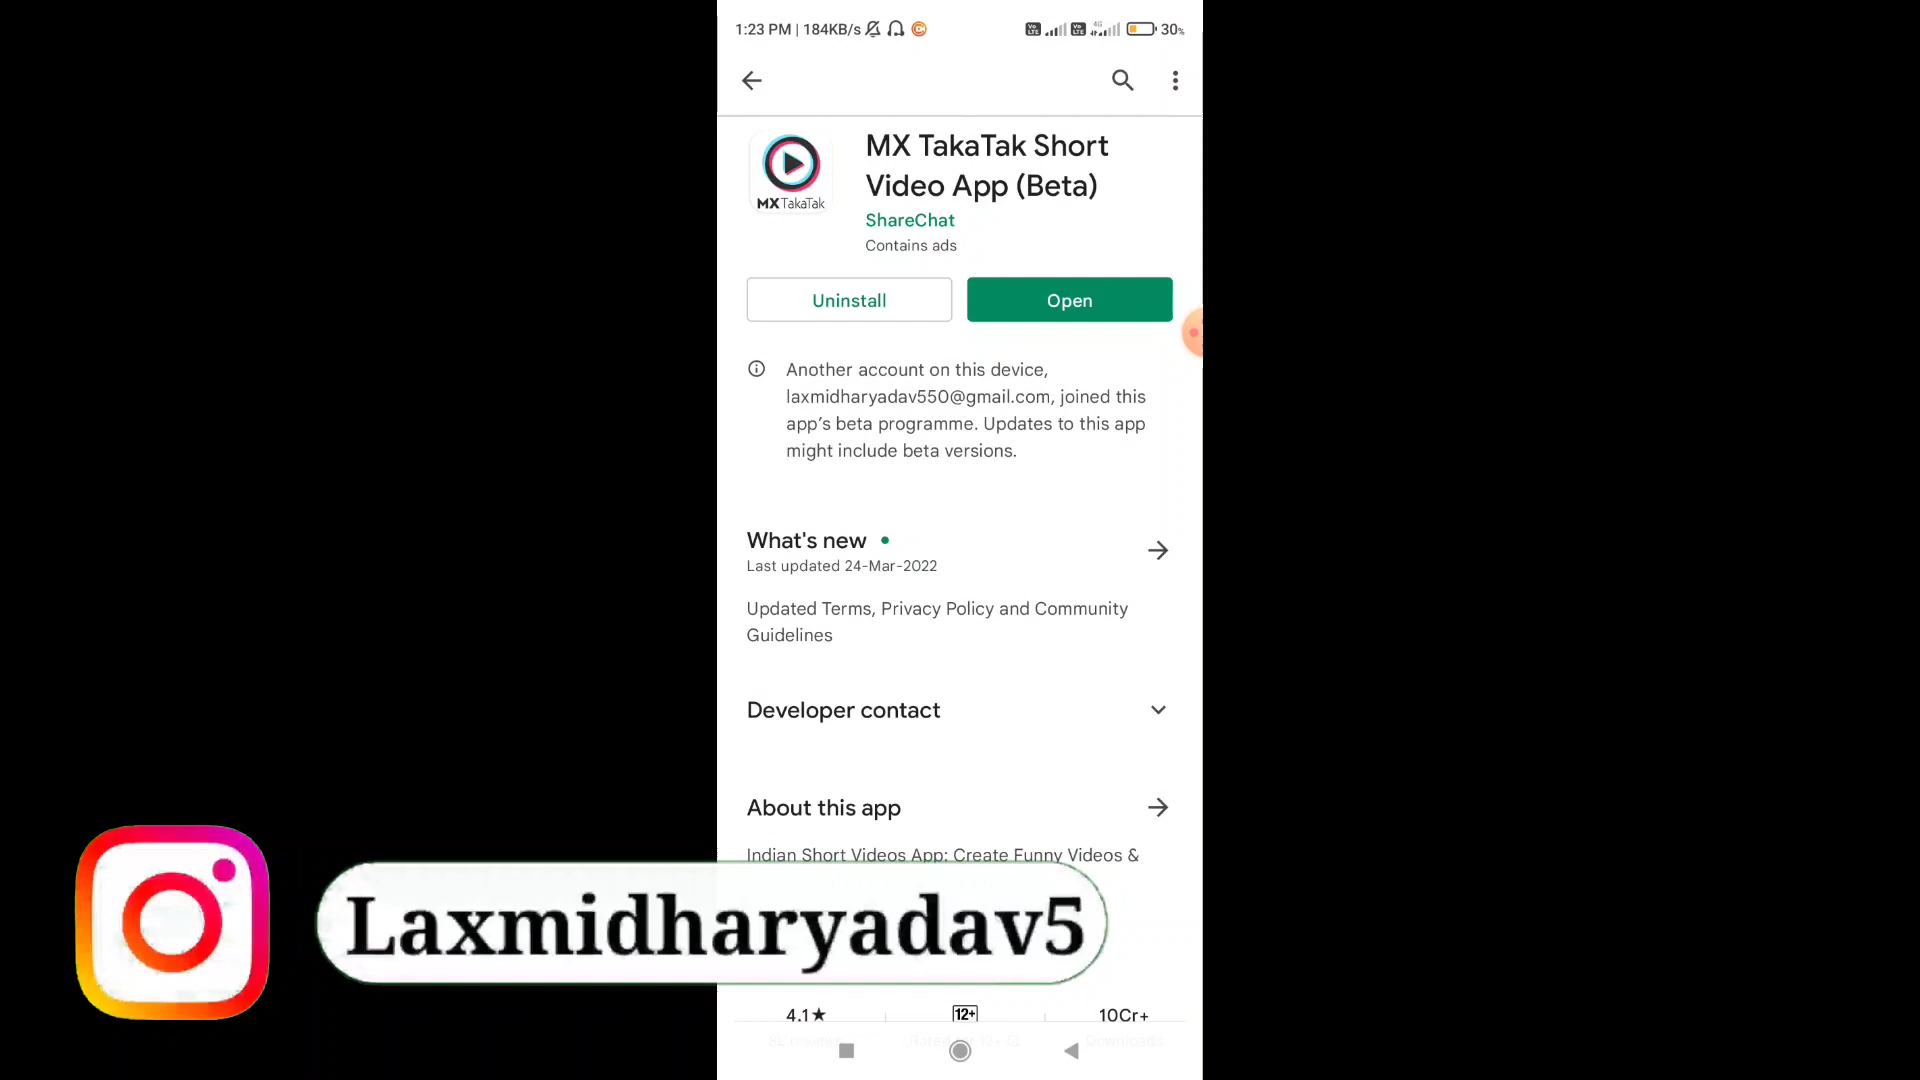 1:23 PM | 184KB/s
4G
30%
MX TakaTak Short
Video App (Beta)
MXTakaTak
ShareChat
Contains ads
Uninstall
Open
Another account on this device,
laxmidharyadav550@gmail.com, joined this
app’s beta programme. Updates to this app
might include beta versions.
What's new
Last updated 24-Mar-2022
Updated Terms, Privacy Policy and Community
Guidelines
Developer contact
About this app
Indian Short Videos App: Create Funny Videos &
Laxmidharyadav5
4.1★
12+
10Cr+
Downloads